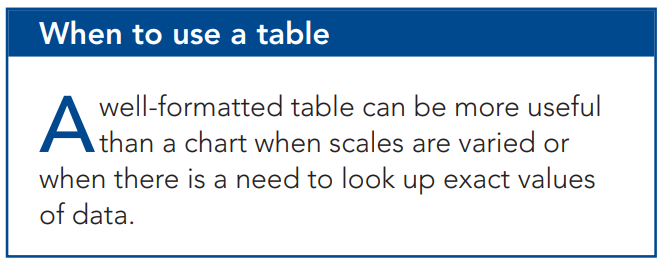 When to use a table
A well-formatted table can be more useful
than a chart when scales are varied or
when there is a need to look up exact values
of data.